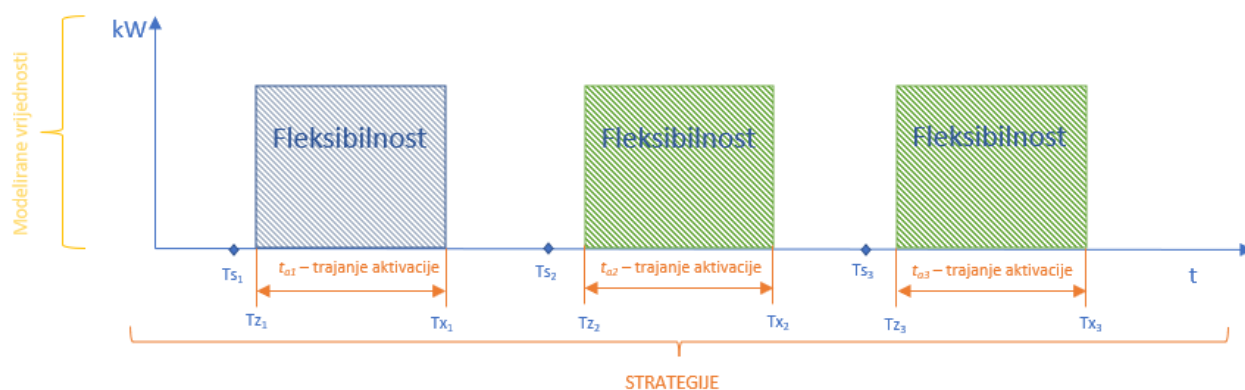 kW
Modelirane vrijednosti
Fleksibilnost
Fleksibilnost
Fleksibilnost
Ts₁
tₐ₁ – trajanje aktivacije
Ts₂
tₐ₂ – trajanje aktivacije
Ts₃
tₐ₃ – trajanje aktivacije
t
Tz₁
Tx₁
Tz₂
Tx₂
Tz₃
Tx₃
STRATEGIJE